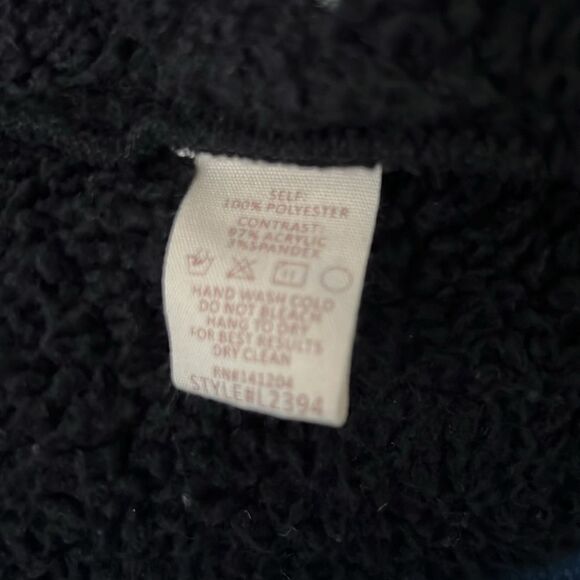 SELF:
100% POLYESTER
CONTRAST:
97% ACRYLIC
3%SPANDEX
HAND WASH COLD
DO NOT BLEACH
HANG TO DRY
FOR BEST RESULTS
DRY CLEAN
RN#141204
STYLE#L2394